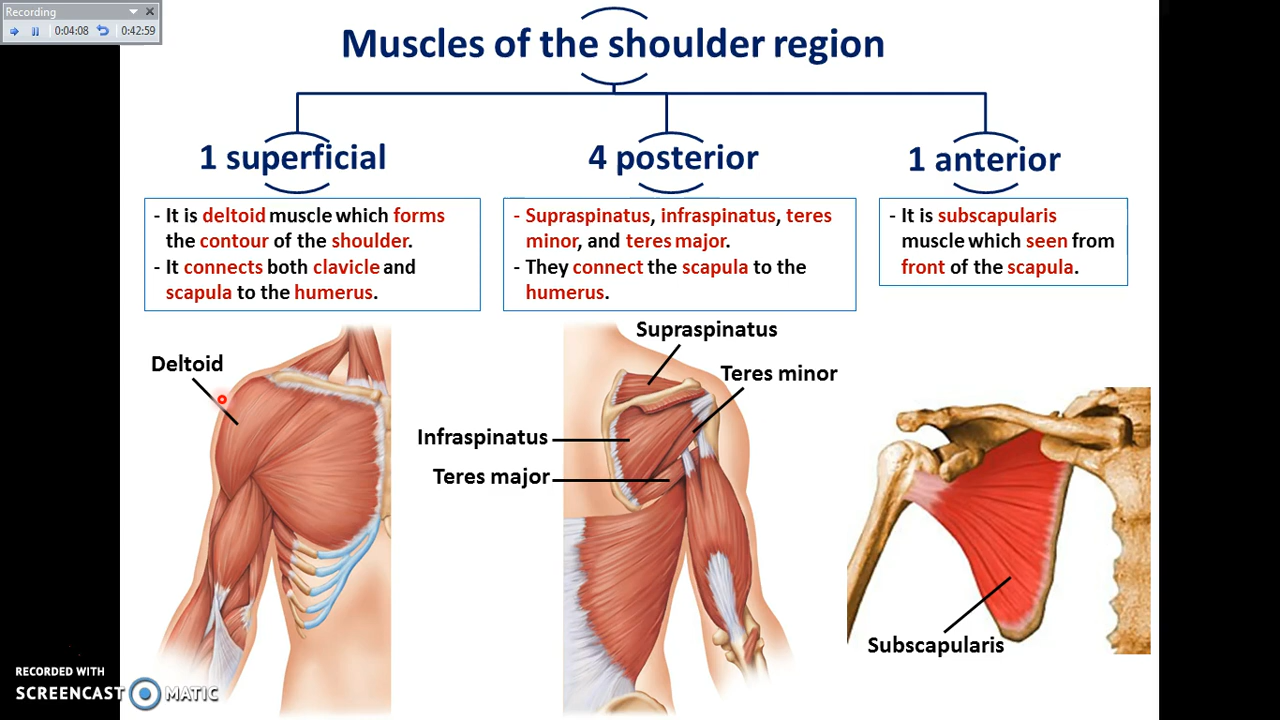 Recording
0:04:08
0:42:59
Muscles of the shoulder region
1 superficial
4 posterior
1 anterior
- It is deltoid muscle which forms
the contour of the shoulder.
- It connects both clavicle and
scapula to the humerus.
- Supraspinatus, infraspinatus, teres
minor, and teres major.
- They connect the scapula to the
humerus.
- It is subscapularis
muscle which seen from
front of the scapula.
Deltoid
Supraspinatus
Teres minor
Infraspinatus
Teres major
Subscapularis
RECORDED WITH
SCREENCAST MATIC